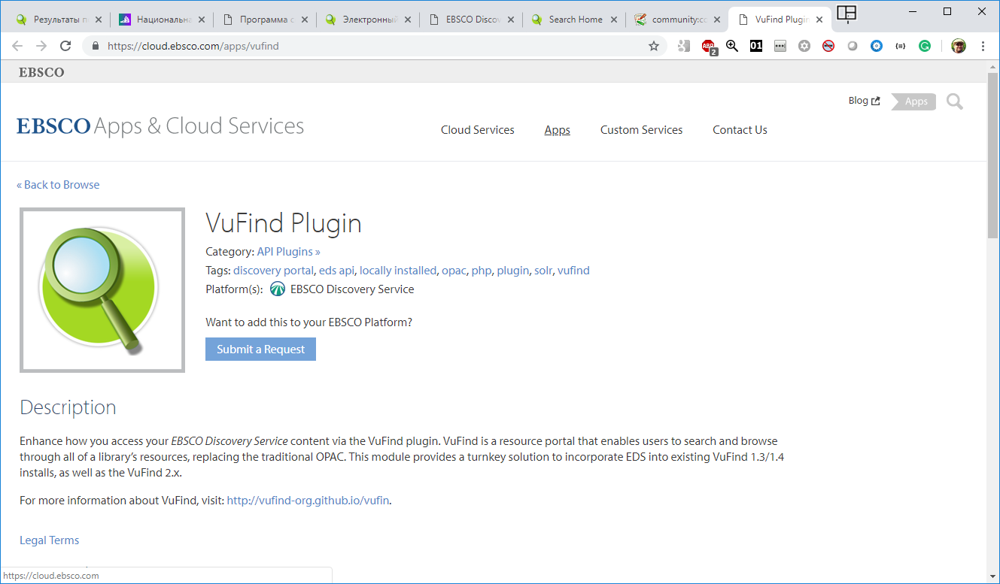 Результаты п
Национальна
Программа с
Электронный
EBSCO Discov
Search Home
community:cc
VuFind Plugin
https://cloud.ebsco.com/apps/vufind
ABP
2
01
EBSCO
Blog
Apps
EBSCO Apps & Cloud Services
Cloud Services
Apps
Custom Services
Contact Us
« Back to Browse
VuFind Plugin
Category: API Plugins »
Tags: discovery portal, eds api, locally installed, opac, php, plugin, solr, vufind
Platform(s): EBSCO Discovery Service
Want to add this to your EBSCO Platform?
Submit a Request
Description
Enhance how you access your EBSCO Discovery Service content via the VuFind plugin. VuFind is a resource portal that enables users to search and browse
through all of a library’s resources, replacing the traditional OPAC. This module provides a turnkey solution to incorporate EDS into existing VuFind 1.3/1.4
installs, as well as the VuFind 2.x.
For more information about VuFind, visit: http://vufind-org.github.io/vufin.
Legal Terms
https://cloud.ebsco.com